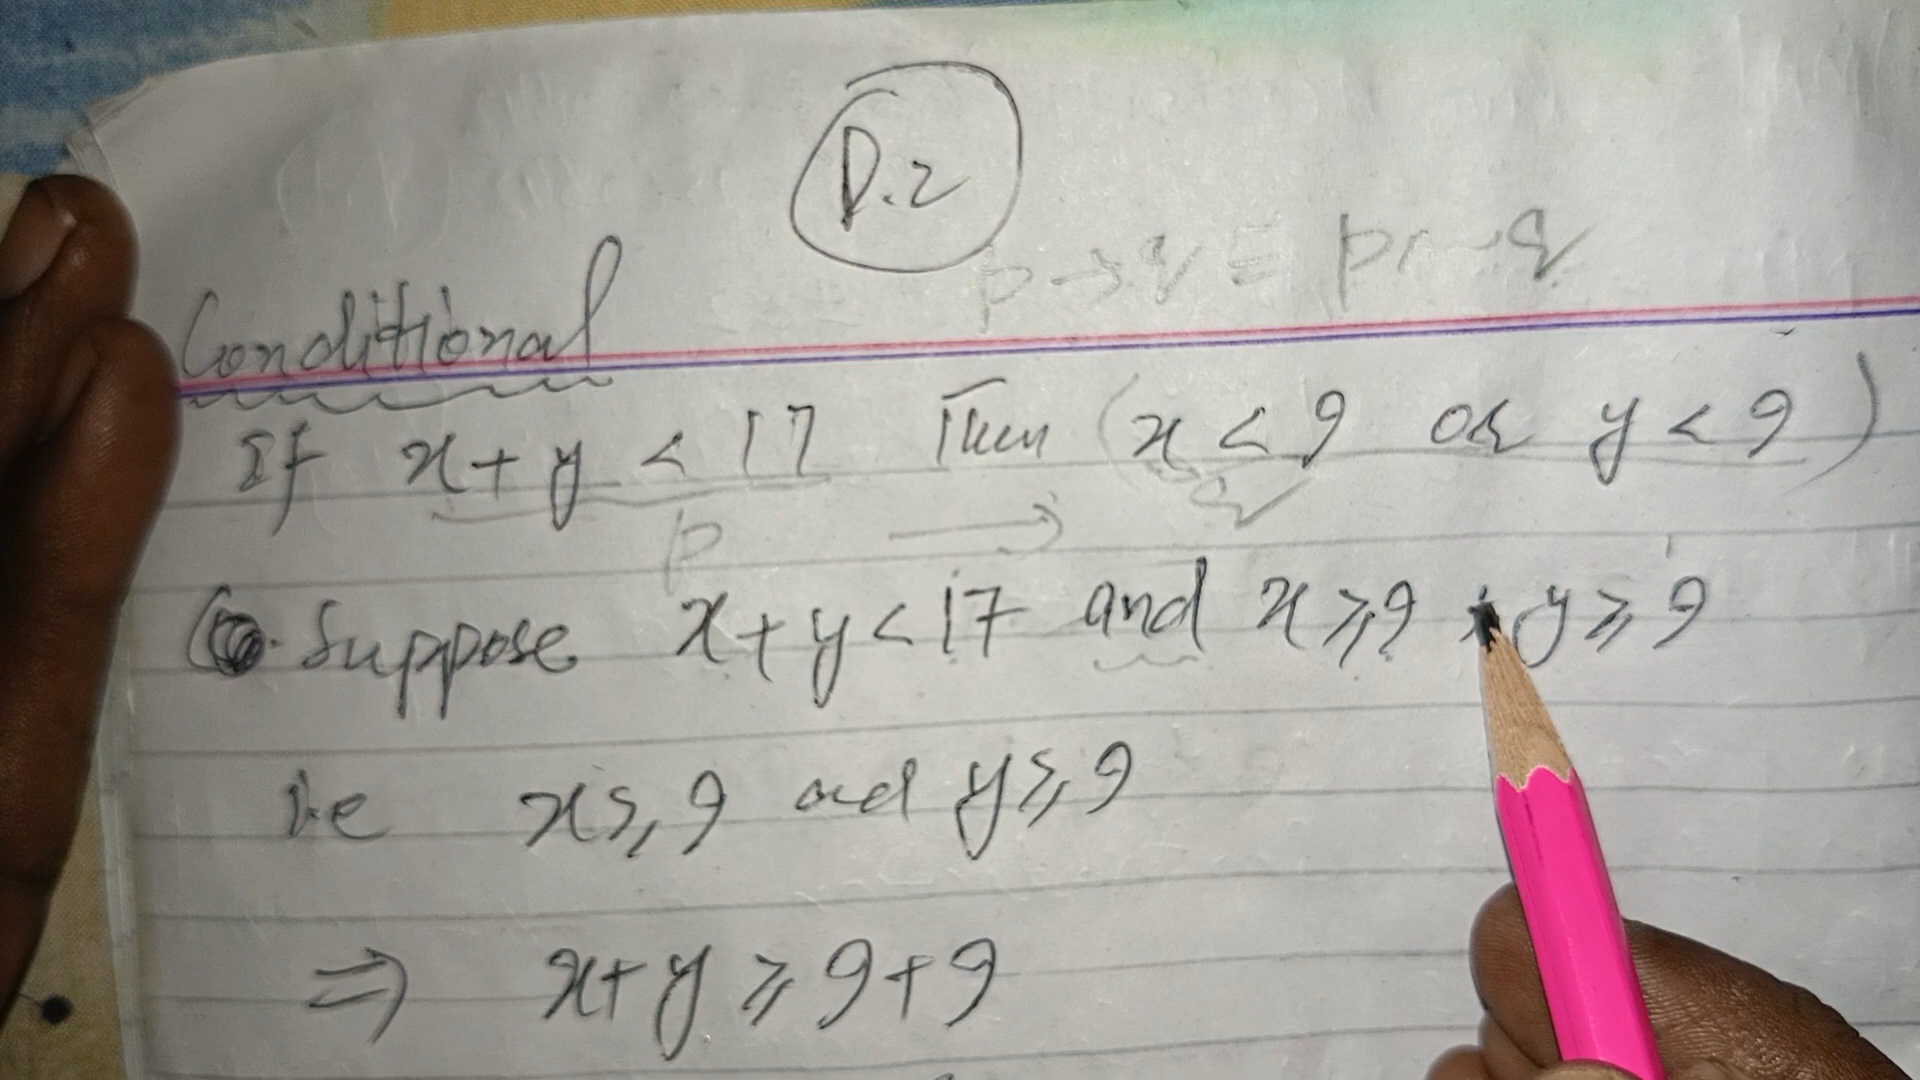 D.2
p → q ≡ p ∧ ~q
Conditional
If x + y < 17 Then (x < 9 or y < 9)
p → q
Suppose x + y < 17 and x ≥ 9 , y ≥ 9
i.e x ≥ 9 and y ≥ 9
⇒ x + y ≥ 9 + 9